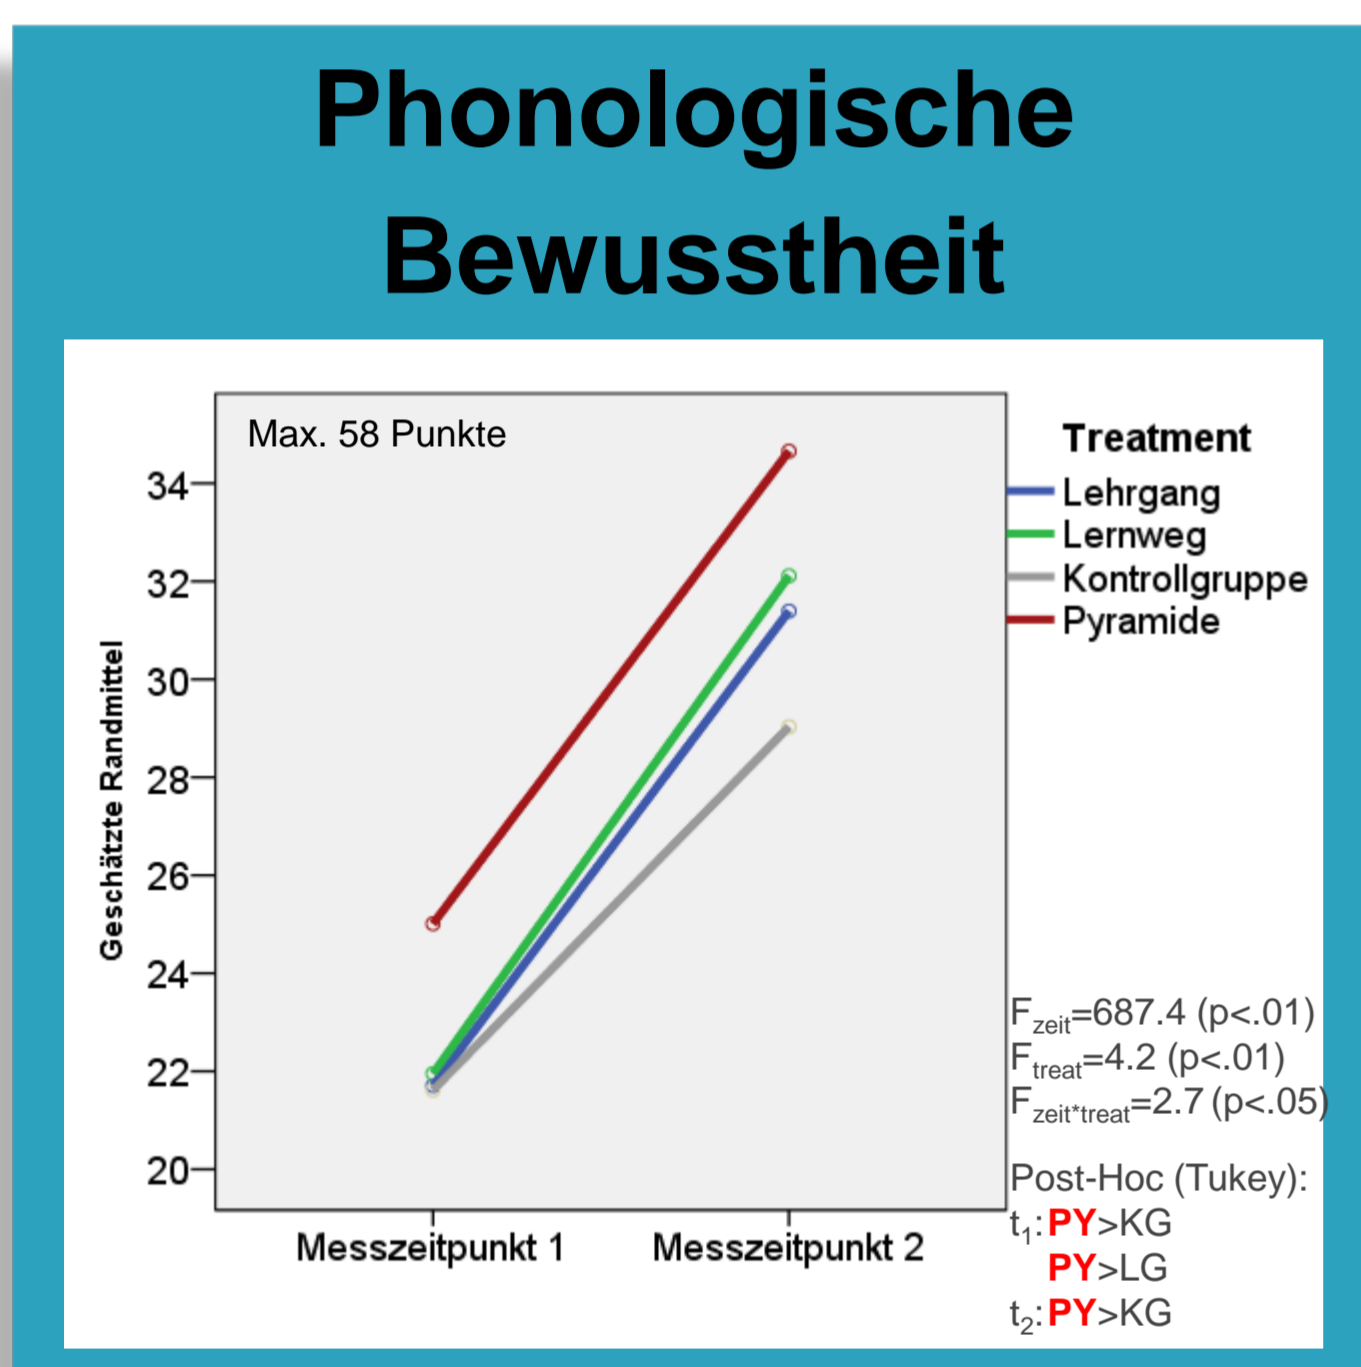 Phonologische
Bewusstheit
Max. 58 Punkte
Geschätzte Randmittel
34
32
30
28
26
24
22
20
Messzeitpunkt 1
Messzeitpunkt 2
Treatment
Lehrgang
Lernweg
Kontrollgruppe
Pyramide
Fzeit=687.4 (p<.01)
Ftreat=4.2 (p<.01)
Fzeit*treat=2.7 (p<.05)
Post-Hoc (Tukey):
t1: PY>KG
PY>LG
t2: PY>KG